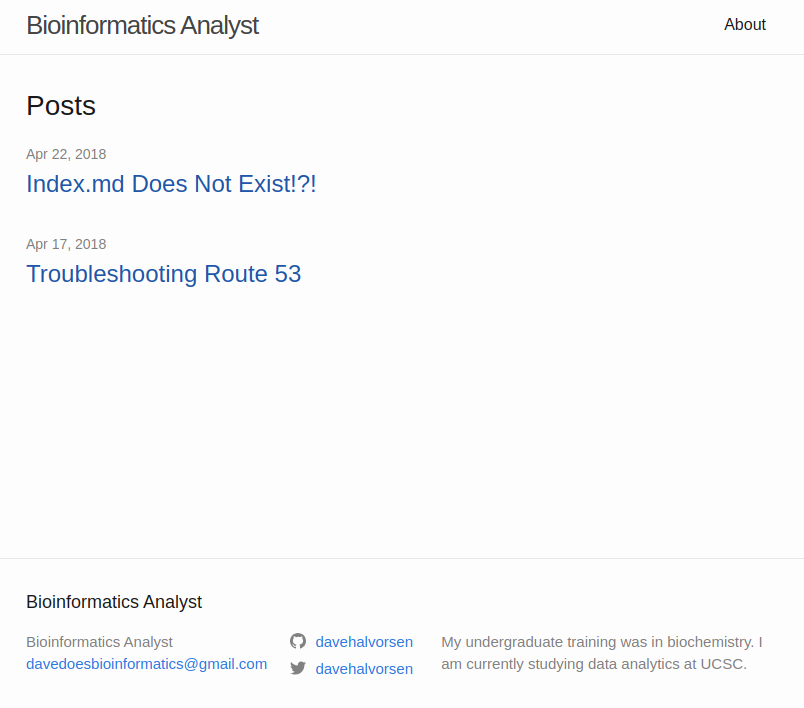 Bioinformatics Analyst
About
Posts
Apr 22, 2018
Index.md Does Not Exist!?!
Apr 17, 2018
Troubleshooting Route 53
Bioinformatics Analyst
Bioinformatics Analyst
davedoesbioinformatics@gmail.com
davehalvorsen
davehalvorsen
My undergraduate training was in biochemistry. I
am currently studying data analytics at UCSC.